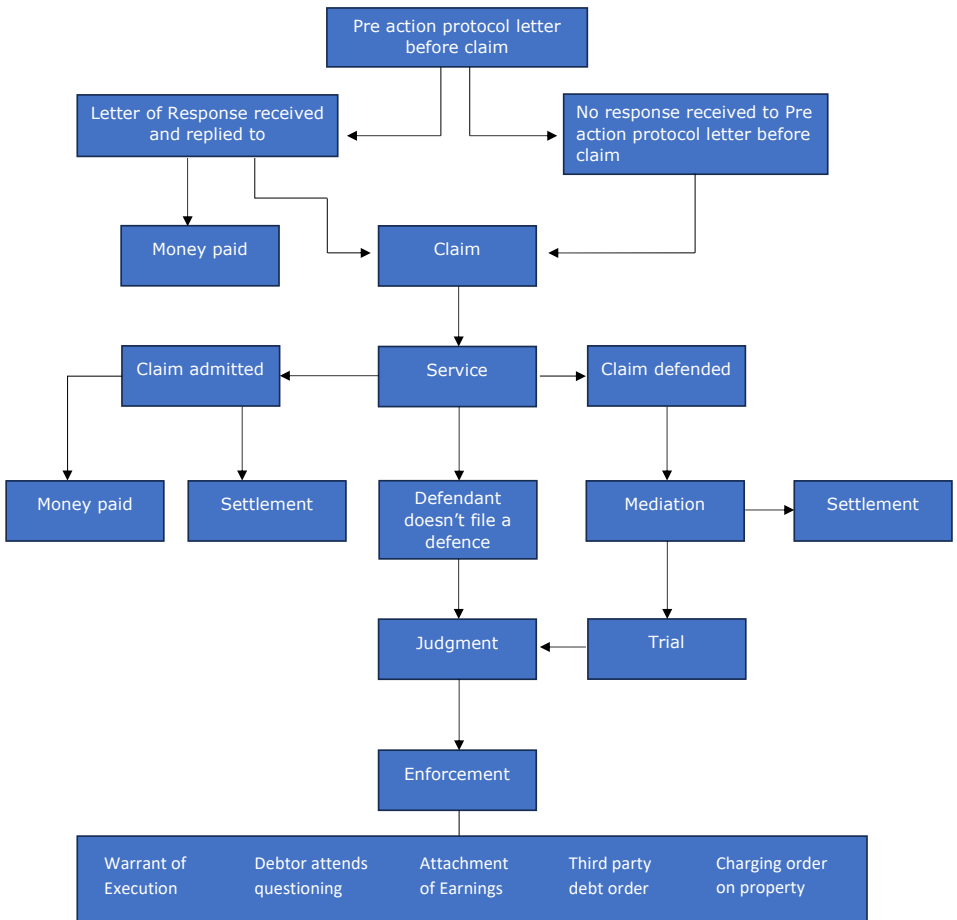 Pre action protocol letter
before claim
Letter of Response received
and replied to
No response received to Pre
action protocol letter before
claim
Money paid
Claim
Claim admitted
Service
Claim defended
Money paid
Settlement
Defendant
doesn’t file a
defence
Mediation
Settlement
Judgment
Trial
Enforcement
Warrant of
Execution
Debtor attends
questioning
Attachment
of Earnings
Third party
debt order
Charging order
on property